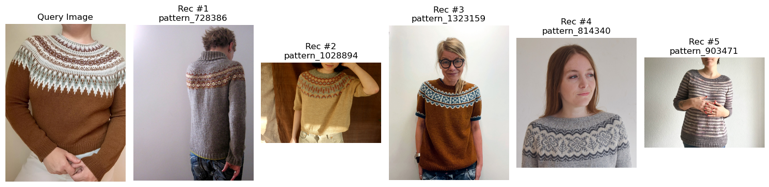 Query Image
Rec #1
pattern_728386
Rec #2
pattern_1028894
Rec #3
pattern_1323159
Rec #4
pattern_814340
Rec #5
pattern_903471